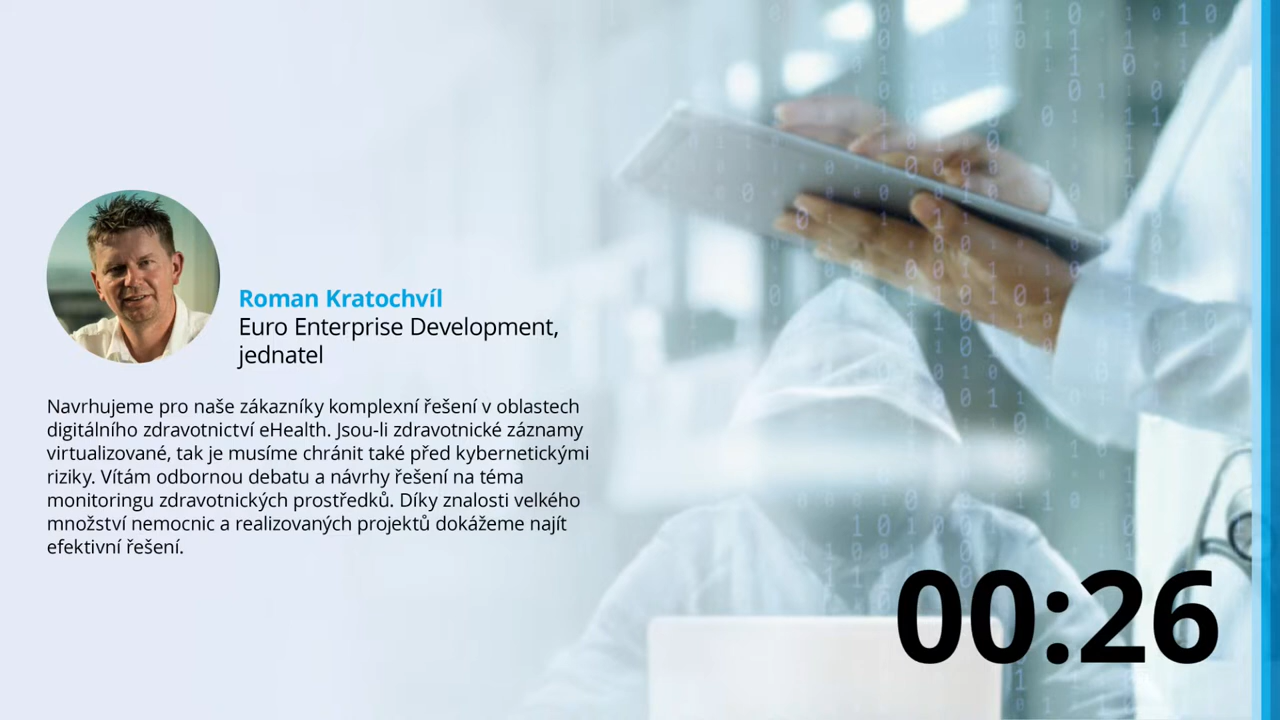 Roman Kratochvíl
Euro Enterprise Development,
jednatel
Navrhujeme pro naše zákazníky komplexní řešení v oblastech
digitálního zdravotnictví eHealth. Jsou-li zdravotnické záznamy
virtualizované, tak je musíme chránit také před kybernetickými
riziky. Vítám odbornou debatu a návrhy řešení na téma
monitoringu zdravotnických prostředků. Díky znalosti velkého
množství nemocnic a realizovaných projektů dokážeme najít
efektivní řešení.
00:26